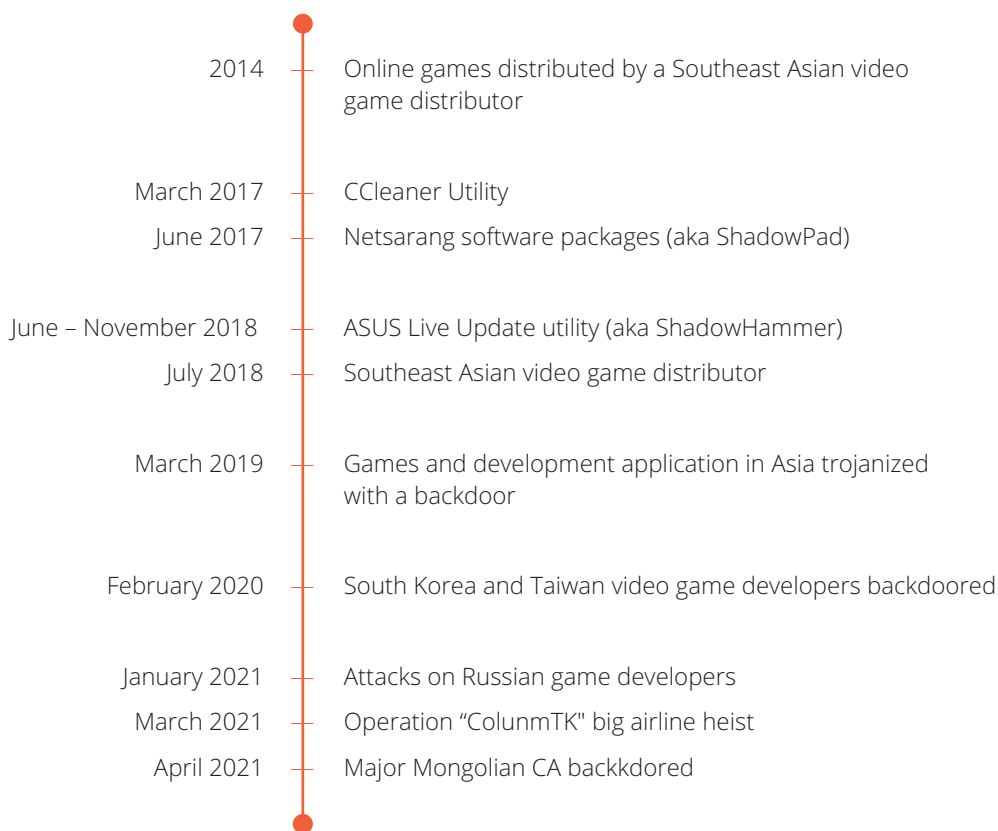 2014 Online games distributed by a Southeast Asian video
game distributor
March 2017 CCleaner Utility
June 2017 Netsarang software packages (aka ShadowPad)
June – November 2018 ASUS Live Update utility (aka ShadowHammer)
July 2018 Southeast Asian video game distributor
March 2019 Games and development application in Asia trojanized
with a backdoor
February 2020 South Korea and Taiwan video game developers backdoored
January 2021 Attacks on Russian game developers
March 2021 Operation “ColunmTK" big airline heist
April 2021 Major Mongolian CA backkdored